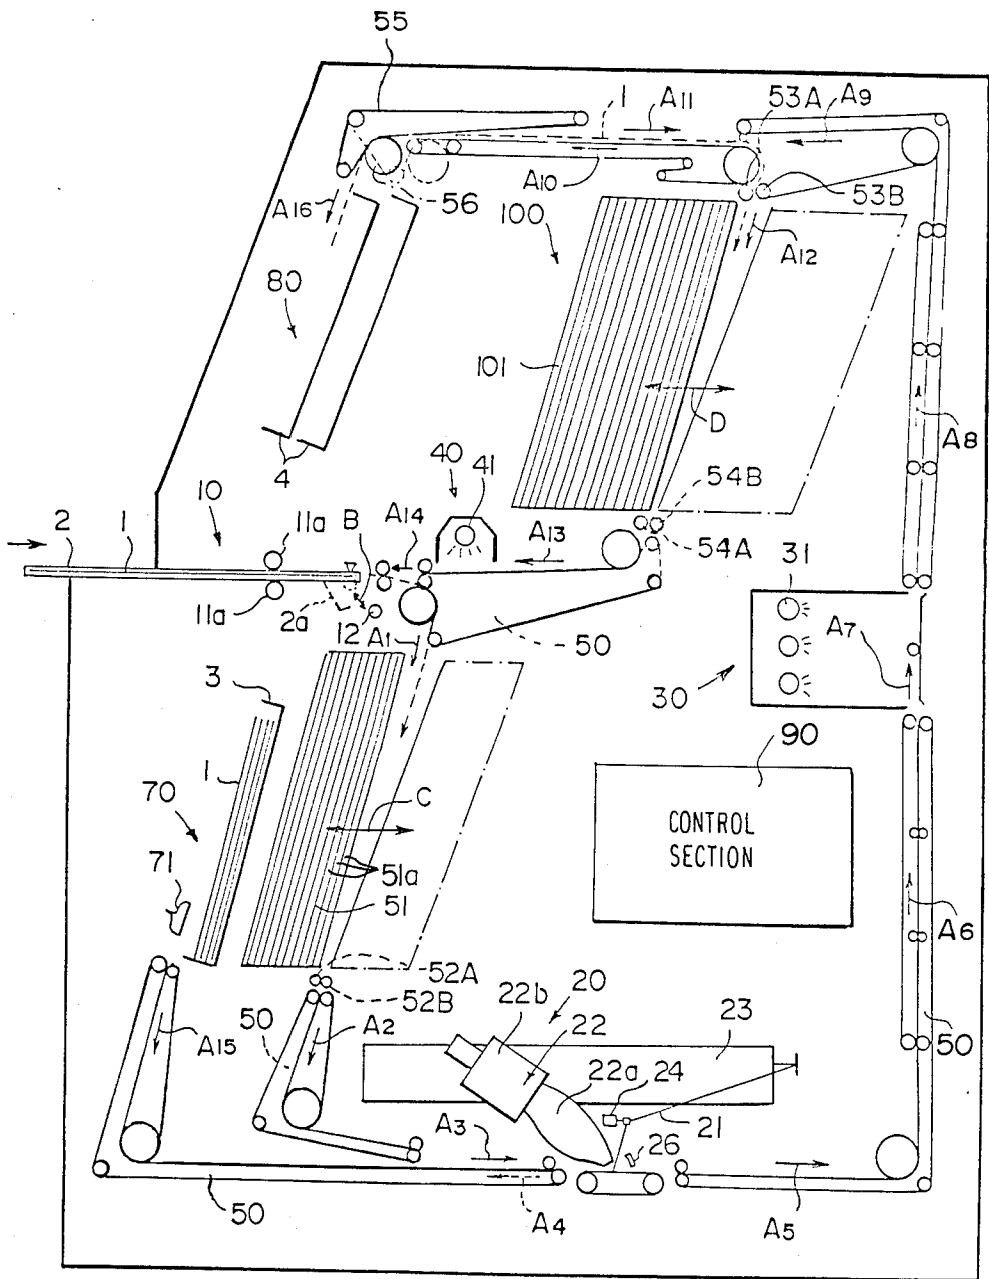 55
1
A11
53A
A9
A10
53B
A16
56
100
A12
80
101
D
A8
4
40
41
54B
10
B
A14
A13
54A
2
1
11a
31
11a
2a
12
A1
50
A7
3
30
90
1
CONTROL
SECTION
70
C
71
51a
51
A6
52A
52B
22b
20
23
A15
50
A2
22
22a
24
50
A3
21
26
50
A4
A5